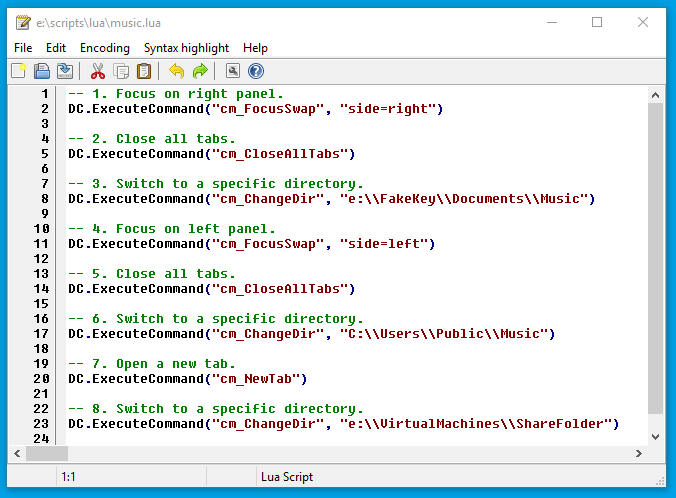 e:\scripts\lua\music.lua
File Edit Encoding Syntax highlight Help
1 -- 1. Focus on right panel.
2 DC.ExecuteCommand("cm_FocusSwap", "side=right")
3
4 -- 2. Close all tabs.
5 DC.ExecuteCommand("cm_CloseAllTabs")
6
7 -- 3. Switch to a specific directory.
8 DC.ExecuteCommand("cm_ChangeDir", "e:\\FakeKey\\Documents\\Music")
9
10 -- 4. Focus on left panel.
11 DC.ExecuteCommand("cm_FocusSwap", "side=left")
12
13 -- 5. Close all tabs.
14 DC.ExecuteCommand("cm_CloseAllTabs")
15
16 -- 6. Switch to a specific directory.
17 DC.ExecuteCommand("cm_ChangeDir", "C:\\Users\\Public\\Music")
18
19 -- 7. Open a new tab.
20 DC.ExecuteCommand("cm_NewTab")
21
22 -- 8. Switch to a specific directory.
23 DC.ExecuteCommand("cm_ChangeDir", "e:\\VirtualMachines\\ShareFolder")
24
1:1 Lua Script